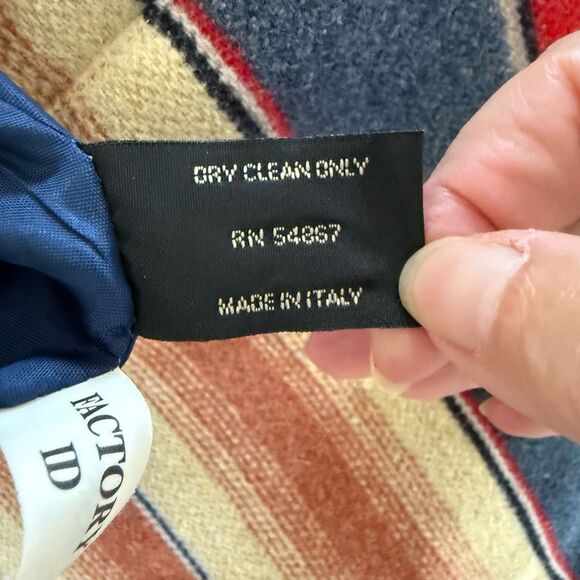 DRY CLEAN ONLY
RN 54867
MADE IN ITALY
FACTORY
ID